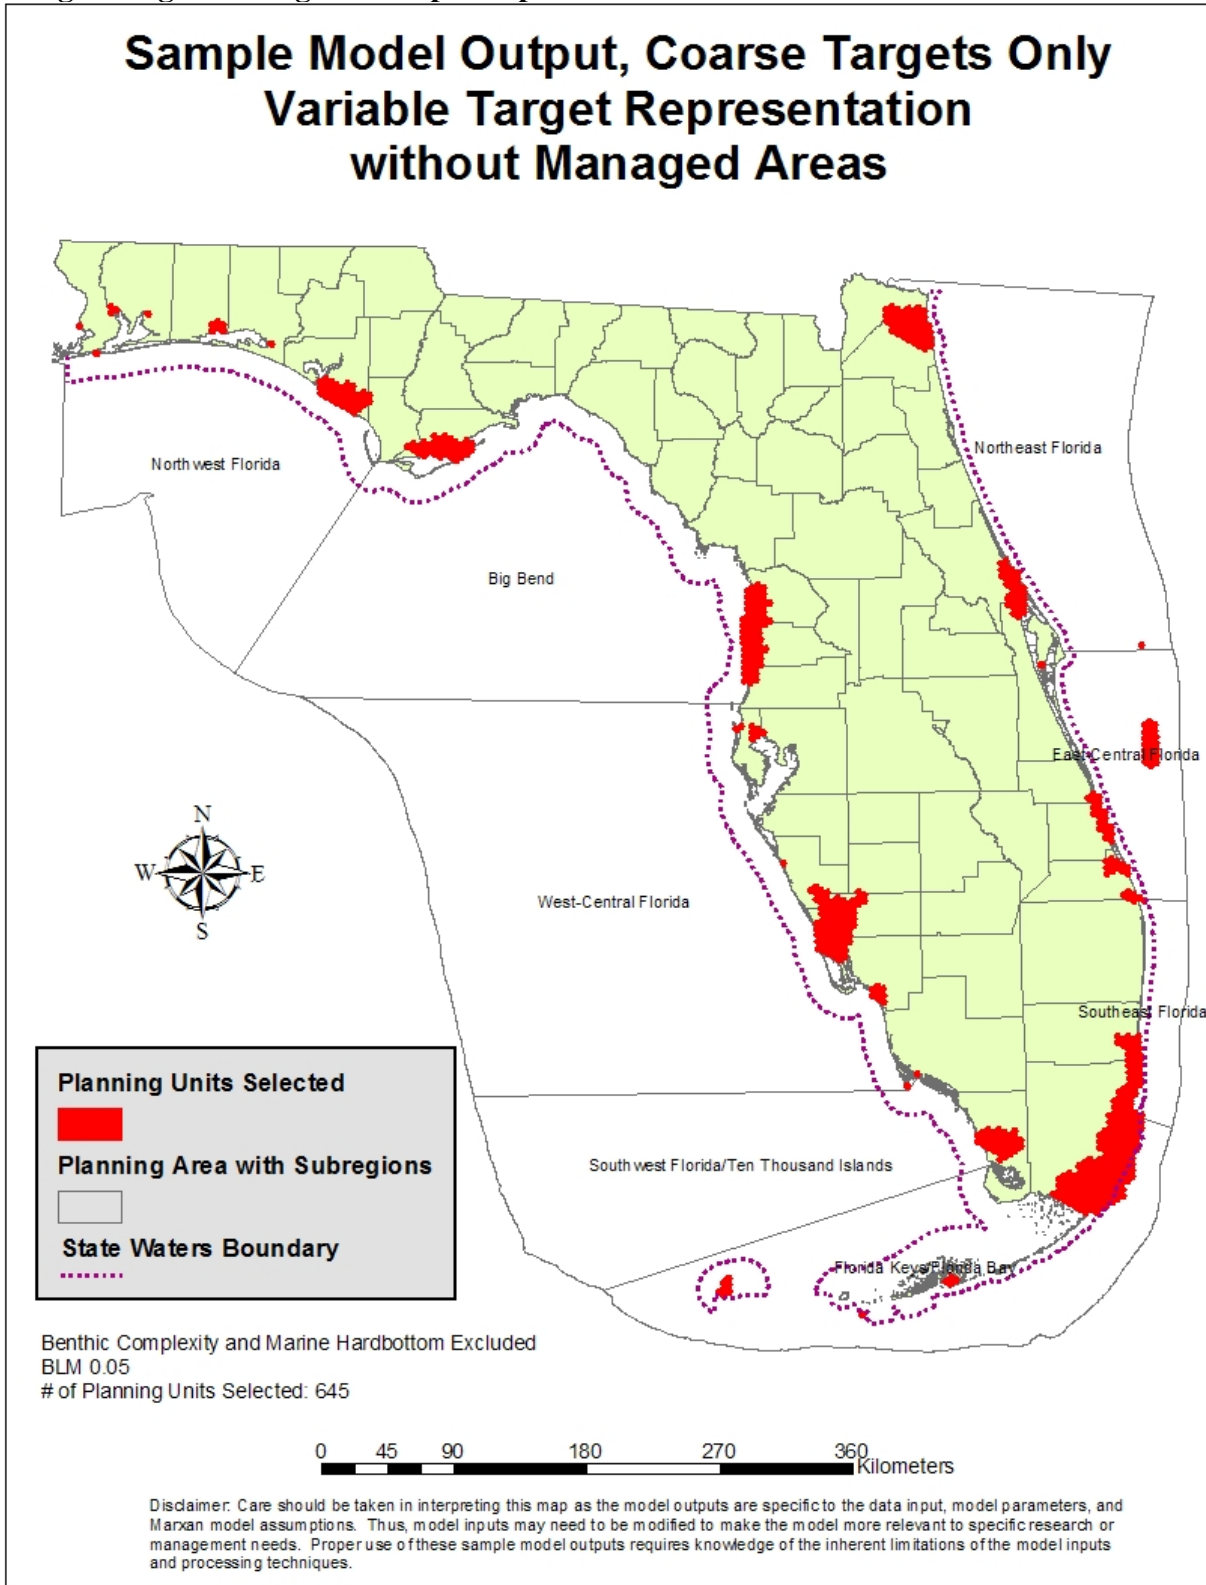 Sample Model Output, Coarse Targets Only
Variable Target Representation
without Managed Areas
Northwest Florida
Northeast Florida
Big Bend
East-Central Florida
N
W
E
S
West-Central Florida
Southeast Florida
Planning Units Selected
Planning Area with Subregions
State Waters Boundary
Southwest Florida/Ten Thousand Islands
Florida Keys/Florida Bay
Benthic Complexity and Marine Hardbottom Excluded
BLM 0.05
# of Planning Units Selected: 645
0 45 90 180 270 360
Kilometers
Disclaimer: Care should be taken in interpreting this map as the model outputs are specific to the data input, model parameters, and
Marxan model assumptions. Thus, model inputs may need to be modified to make the model more relevant to specific research or
management needs. Proper use of these sample model outputs requires knowledge of the inherent limitations of the model inputs
and processing techniques.